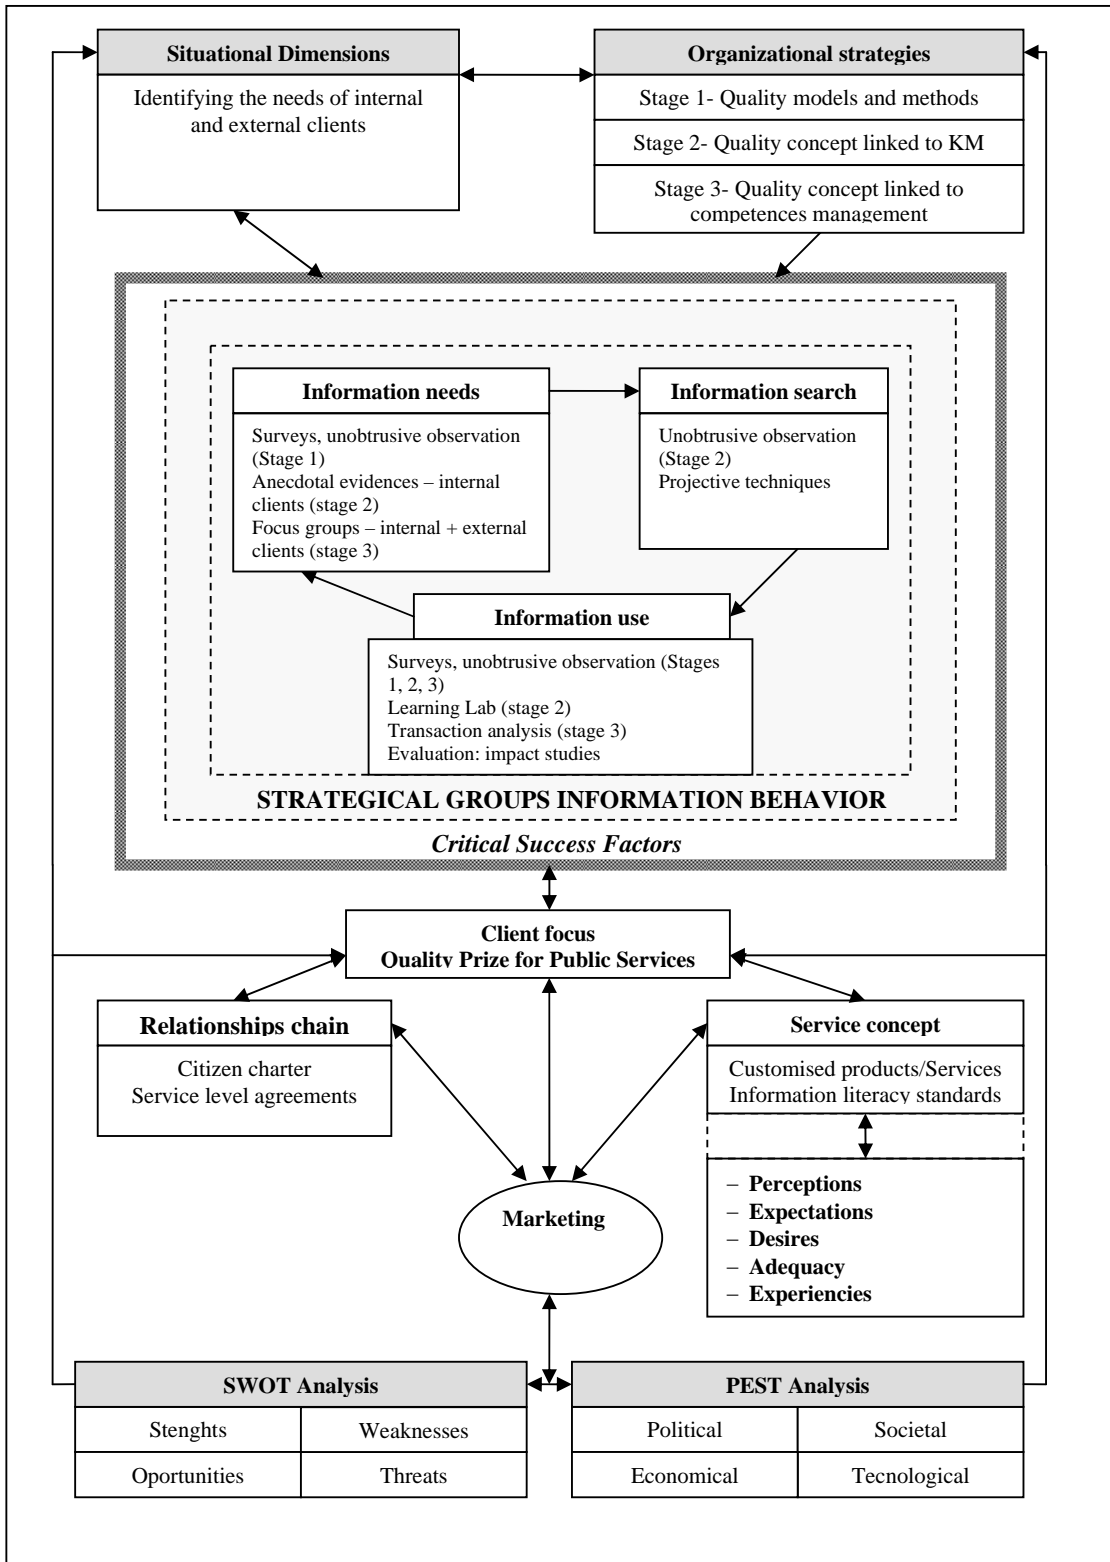 Situational Dimensions
Identifying the needs of internal
and external clients
Organizational strategies
Stage 1- Quality models and methods
Stage 2- Quality concept linked to KM
Stage 3- Quality concept linked to
competences management
Information needs
Surveys, unobtrusive observation
(Stage 1)
Anecdotal evidences – internal
clients (stage 2)
Focus groups – internal + external
clients (stage 3)
Information search
Unobtrusive observation
(Stage 2)
Projective techniques
Information use
Surveys, unobtrusive observation (Stages
1, 2, 3)
Learning Lab (stage 2)
Transaction analysis (stage 3)
Evaluation: impact studies
STRATEGICAL GROUPS INFORMATION BEHAVIOR
Critical Success Factors
Client focus
Quality Prize for Public Services
Relationships chain
Citizen charter
Service level agreements
Service concept
Customised products/Services
Information literacy standards
– Perceptions
– Expectations
– Desires
– Adequacy
– Experiencies
Marketing
SWOT Analysis
Stenghts
Weaknesses
Oportunities
Threats
PEST Analysis
Political
Societal
Economical
Tecnological